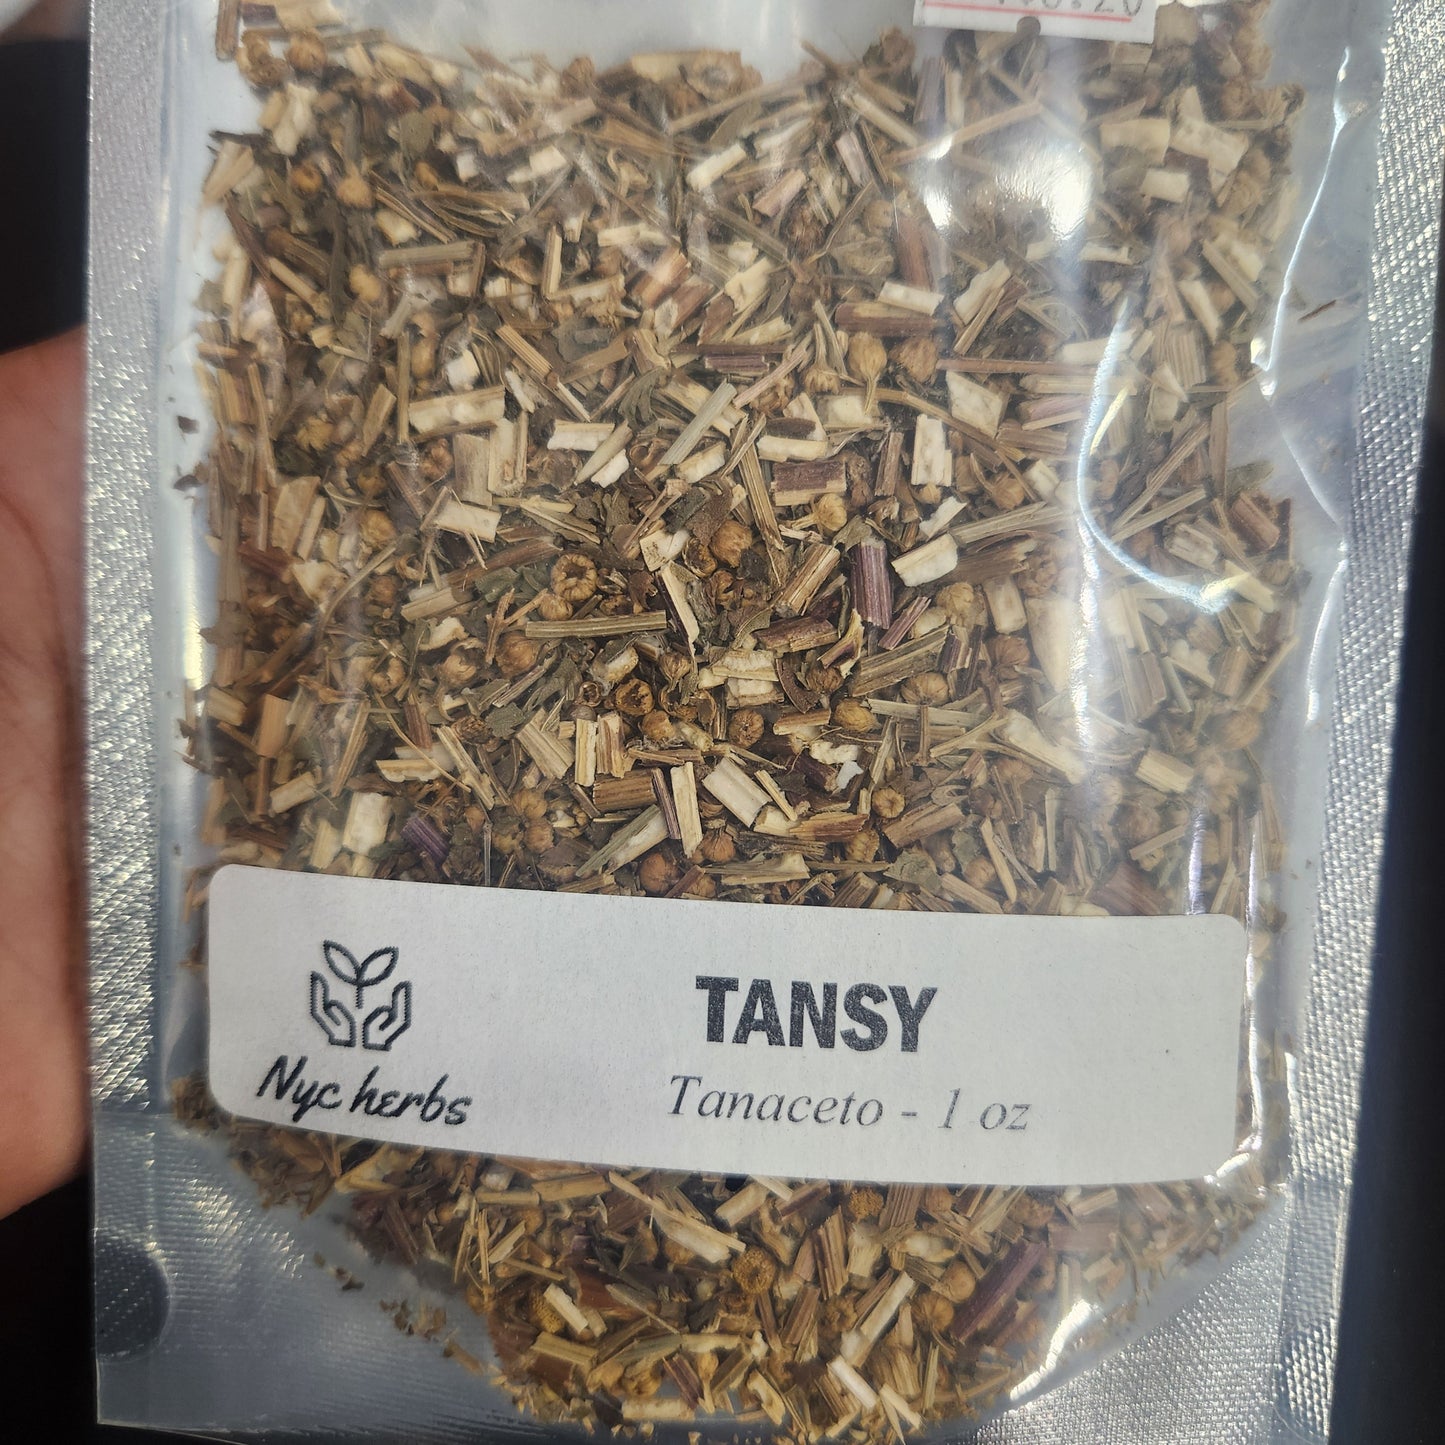 TANSY
Tanaceto - 1 oz
Nyc herbs